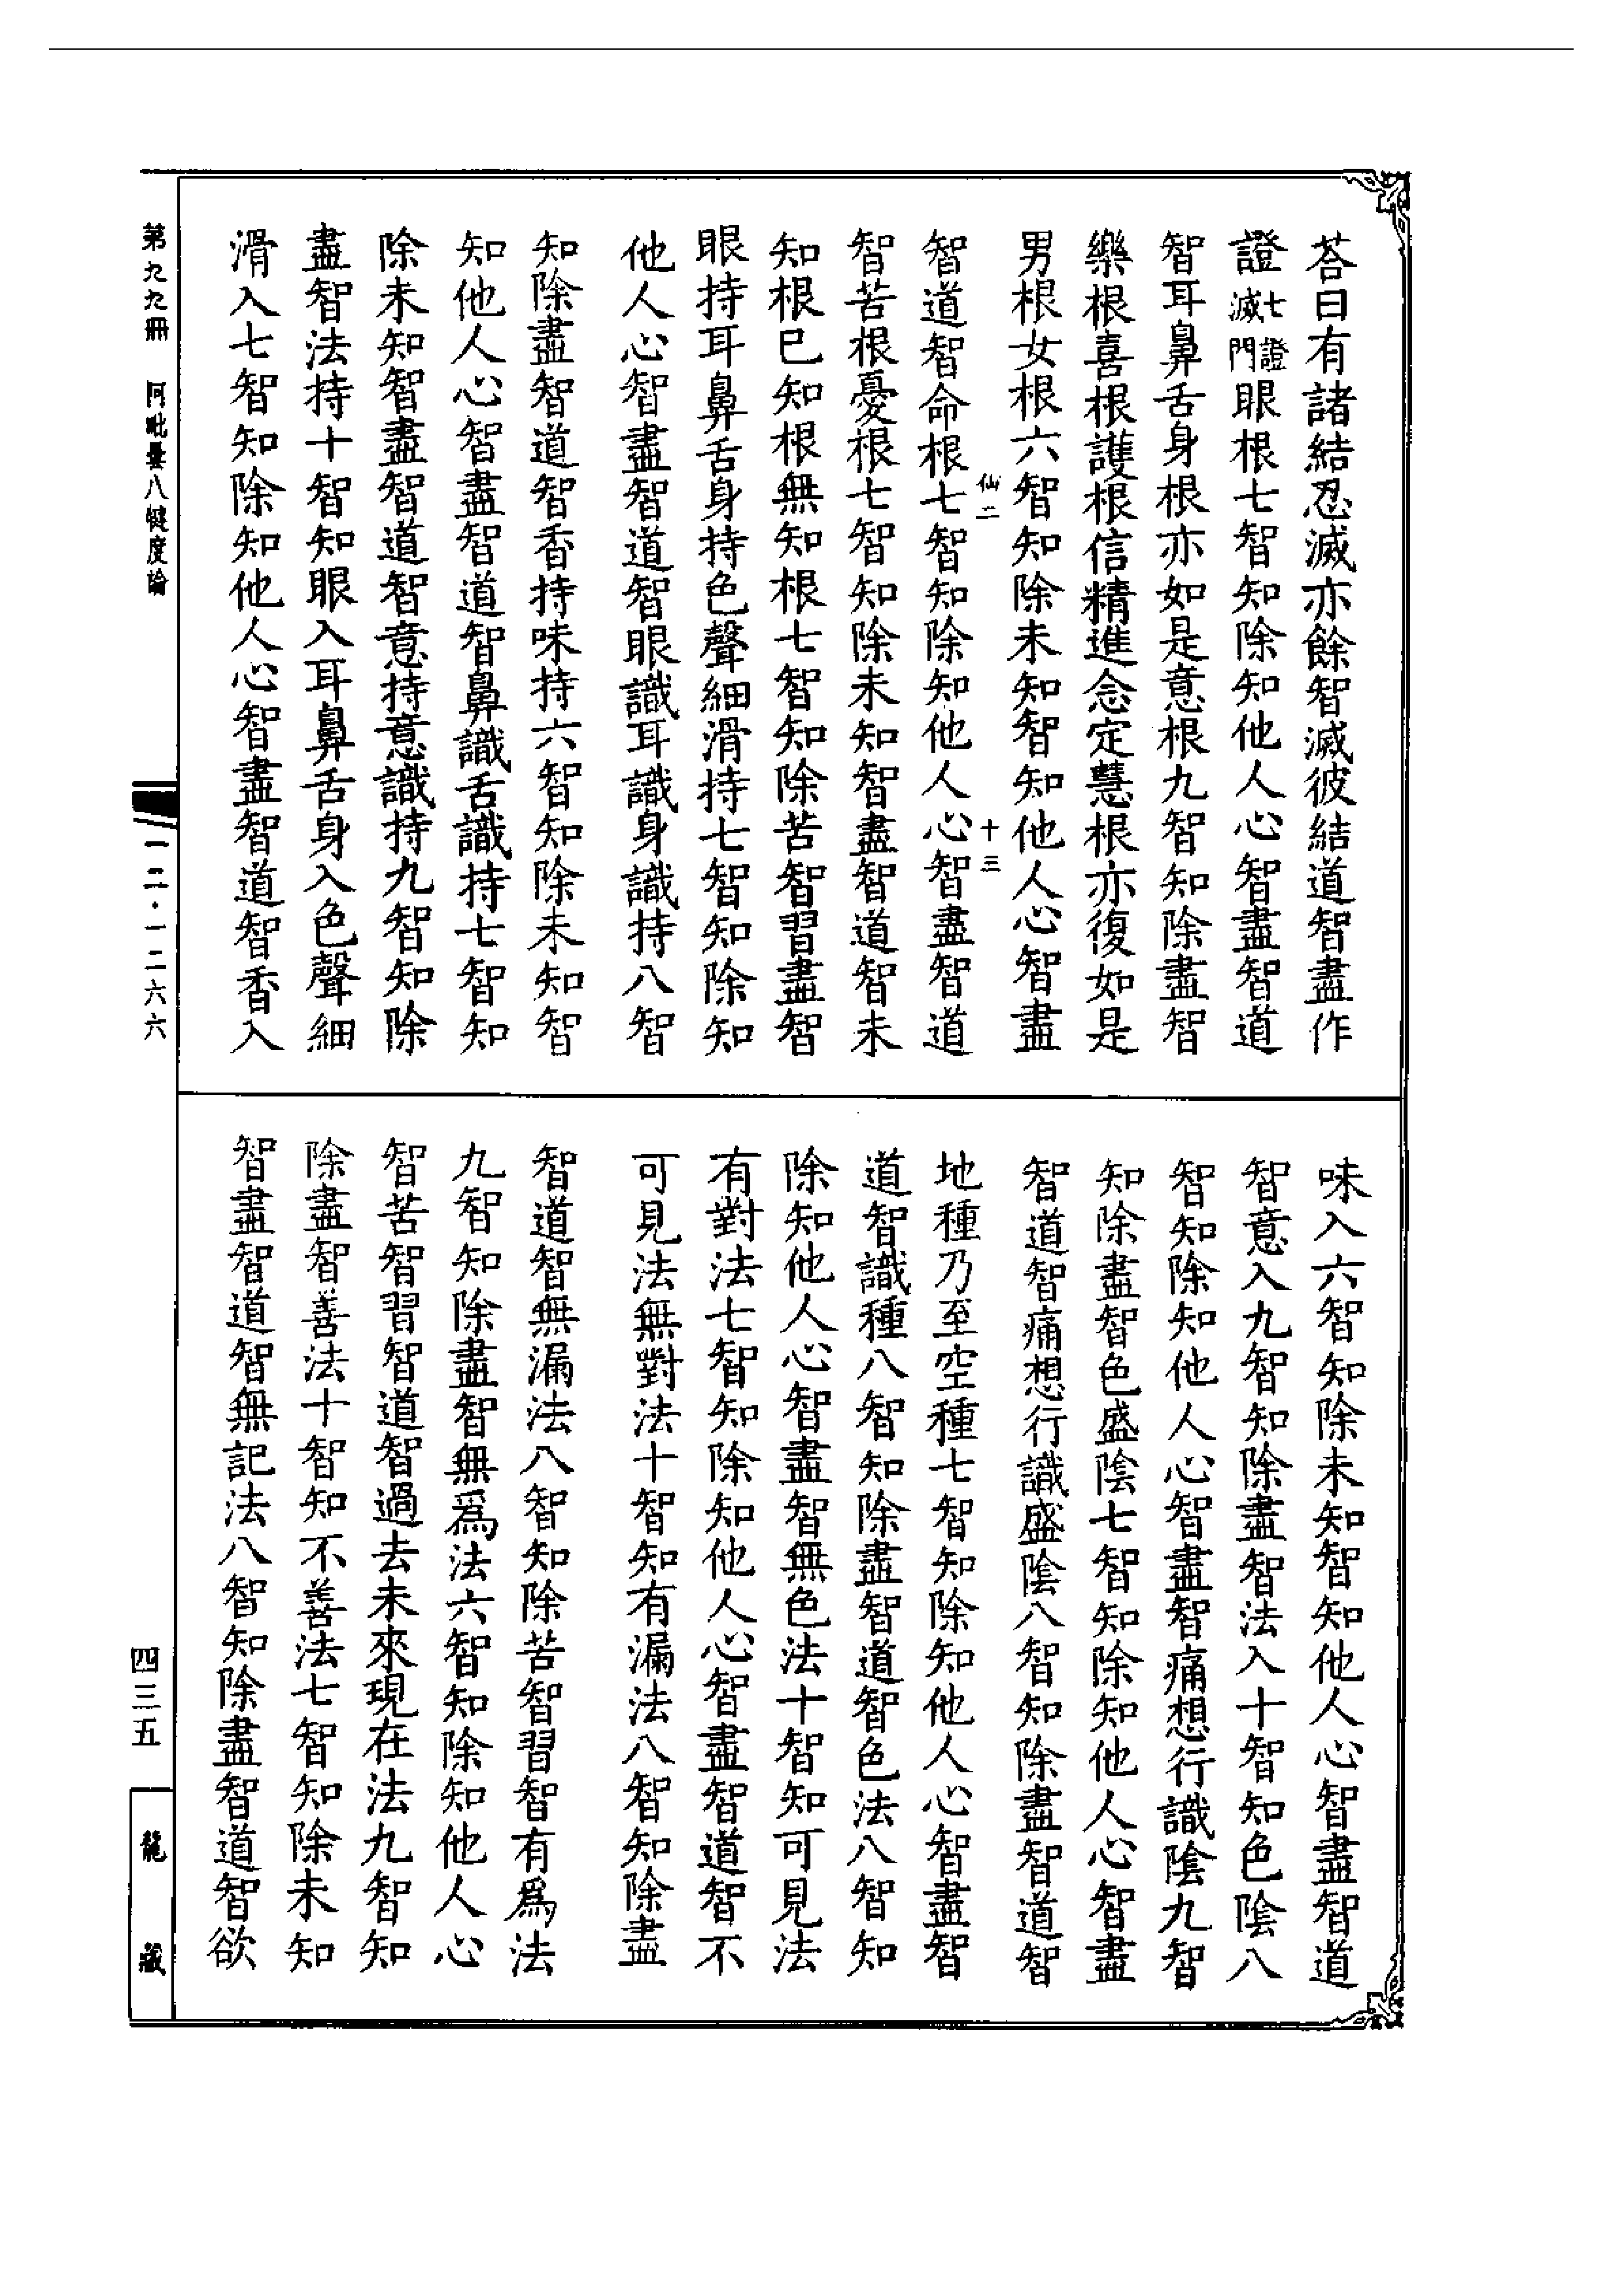 荅曰有諸結忍滅亦餘智滅彼結道智盡作
證七證滅門眼根七智知除知他人心智盡智道
智耳鼻舌身根亦如是意根九智知除盡智
樂根喜根護根信精進念定慧根亦復如是
男根女根六智知除未知智知他人心智盡
仙二 十三
智道智命根七智知除知他人心智盡智道
智苦根憂根七智知除未知智盡智道智未
知根已知根無知根七智知除苦智習盡智
眼持耳鼻舌身持色聲細滑持七智知除知
他人心智盡智道智眼識耳識身識持八智
知除盡智道智香持味持六智知除未知智
知他人心智盡智道智鼻識舌識持七智知
除未知智盡智道智意持意識持九智知除
盡智法持十智知眼入耳鼻舌身入色聲細
滑入七智知除知他人心智盡智道智香入
味入六智知除未知智知他人心智盡智道
智意入九智知除盡智法入十智知色陰八
智知除知他人心智盡智痛想行識陰九智
知除盡智色盛陰七智知除知他人心智盡
智道智痛想行識盛陰八智知除盡智道智
地種乃至空種七智知除知他人心智盡智
道智識種八智知除盡智道智色法八智知
除知他人心智盡智無色法十智知可見法
有對法七智知除知他人心智盡智道智不
可見法無對法十智知有漏法八智知除盡
智道智無漏法八智知除苦智習智有爲法
九智知除盡智無爲法六智知除知他人心
智苦智習智道智過去未來現在法九智知
除盡智善法十智知不善法七智知除未知
智盡智道智無記法八智知除盡智道智欲
第九九冊 阿毗曇八犍度論
一二·一二六六
四三五
龍藏